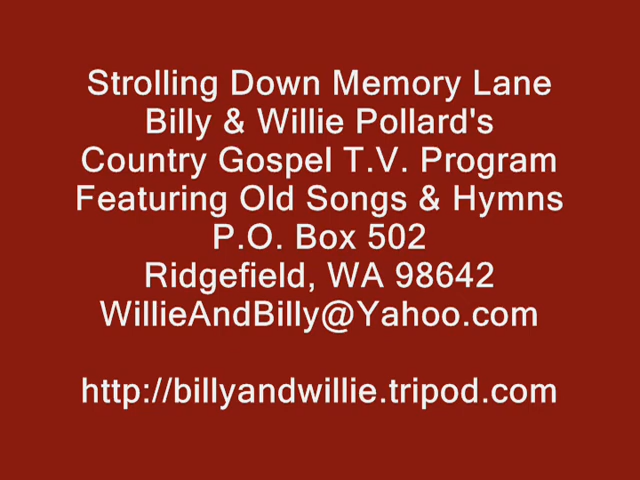 Strolling Down Memory Lane
Billy & Willie Pollard's
Country Gospel T.V. Program
Featuring Old Songs & Hymns
P.O. Box 502
Ridgefield, WA 98642
WillieAndBilly@Yahoo.com
http://billyandwillie.tripod.com